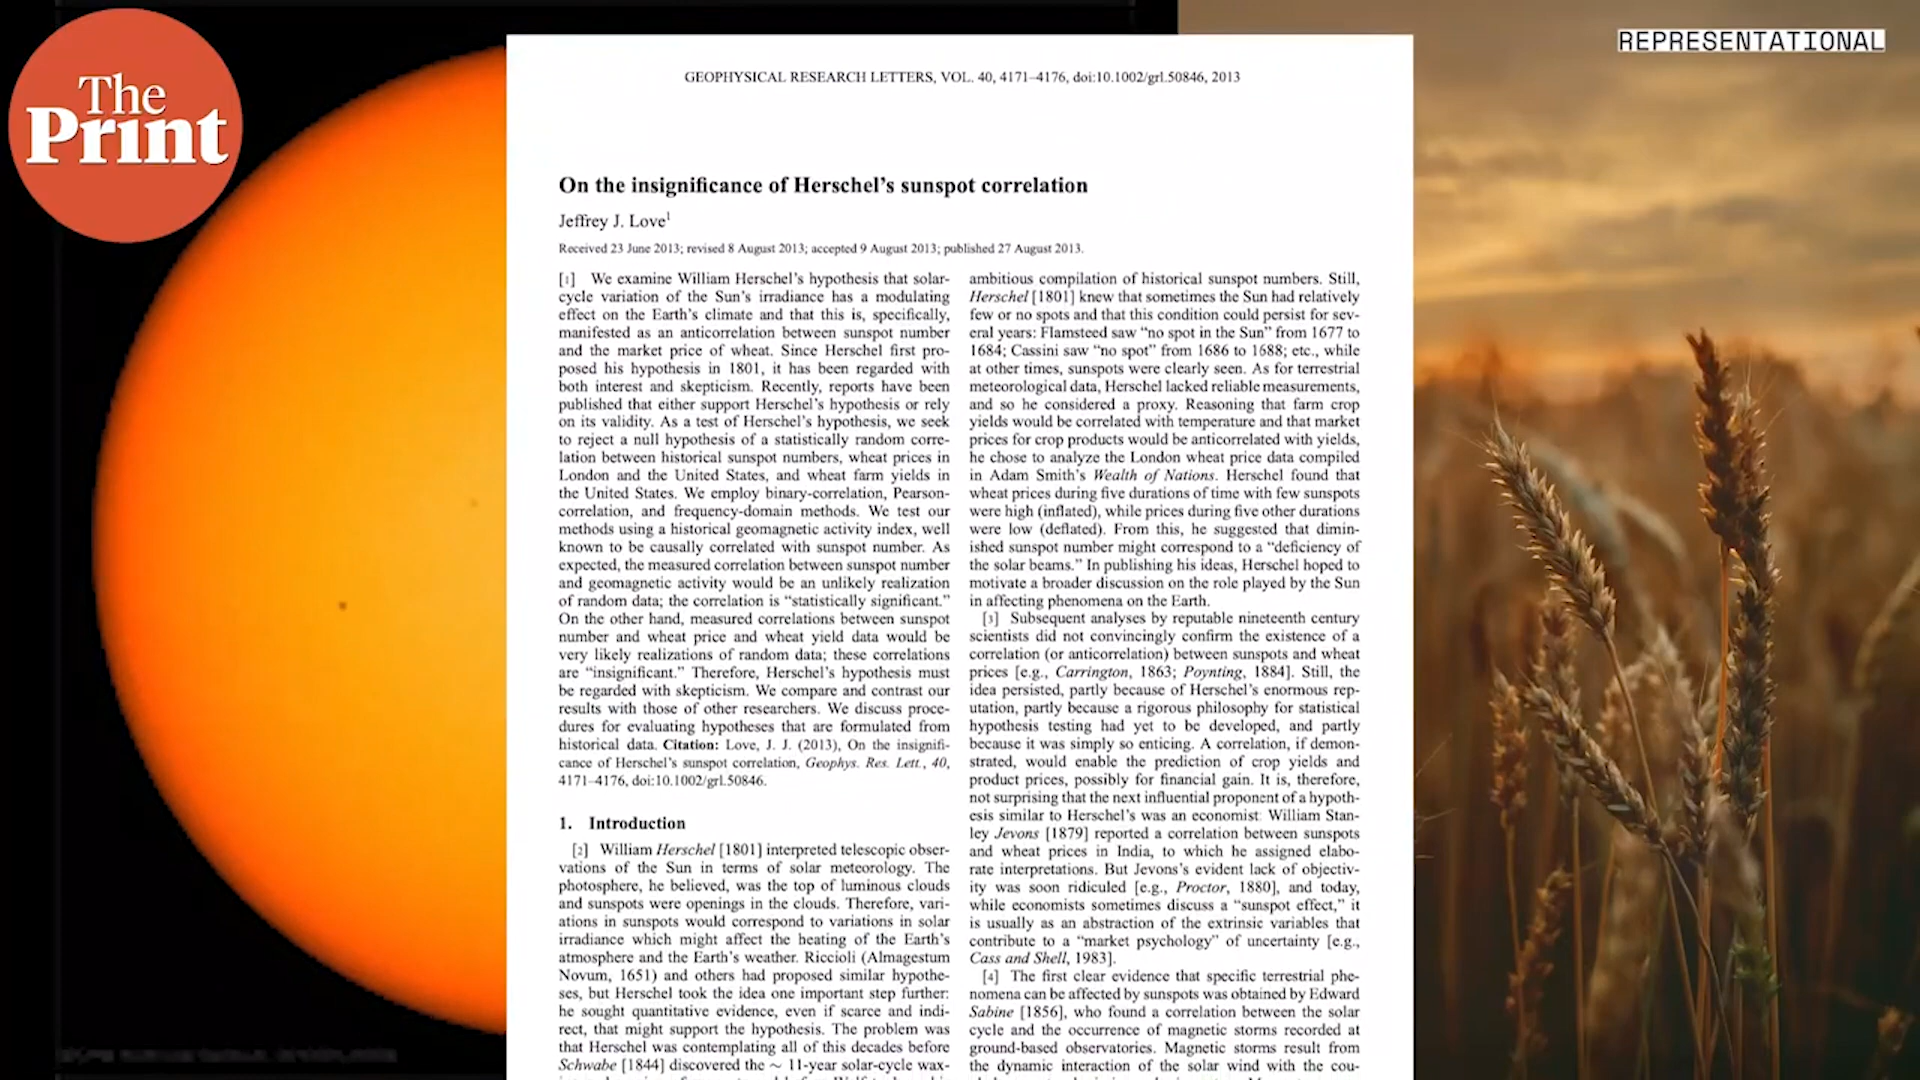 The
Print
REPRESENTATIONAL
GEOPHYSICAL RESEARCH LETTERS, VOL. 40, 4171–4176, doi:10.1002/grl.50846, 2013
On the insignificance of Herschel's sunspot correlation
Jeffrey J. Love1
Received 23 June 2013; revised 8 August 2013; accepted 9 August 2013; published 27 August 2013.
[1] We examine William Herschel's hypothesis that solar-
cycle variation of the Sun's irradiance has a modulating
effect on the Earth's climate and that this is, specifically,
manifested as an anticorrelation between sunspot number
and the market price of wheat. Since Herschel first pro-
posed his hypothesis in 1801, it has been regarded with
both interest and skepticism. Recently, reports have been
published that either support Herschel's hypothesis or rely
on its validity. As a test of Herschel's hypothesis, we seek
to reject a null hypothesis of a statistically random corre-
lation between historical sunspot numbers, wheat prices in
London and the United States, and wheat farm yields in
the United States. We employ binary-correlation, Pearson-
correlation, and frequency-domain methods. We test our
methods using a historical geomagnetic activity index, well
known to be causally correlated with sunspot number. As
expected, the measured correlation between sunspot number
and geomagnetic activity would be an unlikely realization
of random data; the correlation is “statistically significant.”
On the other hand, measured correlations between sunspot
number and wheat price and wheat yield data would be
very likely realizations of random data; these correlations
are “insignificant.” Therefore, Herschel's hypothesis must
be regarded with skepticism. We compare and contrast our
results with those of other researchers. We discuss proce-
dures for evaluating hypotheses that are formulated from
historical data. Citation: Love, J. J. (2013), On the insignifi-
cance of Herschel's sunspot correlation, Geophys. Res. Lett., 40,
4171–4176, doi:10.1002/grl.50846.
1. Introduction
[2] William Herschel [1801] interpreted telescopic obser-
vations of the Sun in terms of solar meteorology. The
photosphere, he believed, was the top of luminous clouds
and sunspots were openings in the clouds. Therefore, vari-
ations in sunspots would correspond to variations in solar
irradiance which might affect the heating of the Earth's
atmosphere and the Earth's weather. Riccioli (Almagestum
Novum, 1651) and others had proposed similar hypothe-
ses, but Herschel took the idea one important step further:
he sought quantitative evidence, even if scarce and indi-
rect, that might support the hypothesis. The problem was
that Herschel was contemplating all of this decades before
Schwabe [1844] discovered the ~ 11-year solar-cycle wax-
ambitious compilation of historical sunspot numbers. Still,
Herschel [1801] knew that sometimes the Sun had relatively
few or no spots and that this condition could persist for sev-
eral years: Flamsteed saw “no spot in the Sun” from 1677 to
1684; Cassini saw “no spot” from 1686 to 1688; etc., while
at other times, sunspots were clearly seen. As for terrestrial
meteorological data, Herschel lacked reliable measurements,
and so he considered a proxy. Reasoning that farm crop
yields would be correlated with temperature and that market
prices for crop products would be anticorrelated with yields,
he chose to analyze the London wheat price data compiled
in Adam Smith's Wealth of Nations. Herschel found that
wheat prices during five durations of time with few sunspots
were high (inflated), while prices during five other durations
were low (deflated). From this, he suggested that dimin-
ished sunspot number might correspond to a “deficiency of
the solar beams.” In publishing his ideas, Herschel hoped to
motivate a broader discussion on the role played by the Sun
in affecting phenomena on the Earth.
[3] Subsequent analyses by reputable nineteenth century
scientists did not convincingly confirm the existence of a
correlation (or anticorrelation) between sunspots and wheat
prices [e.g., Carrington, 1863; Poynting, 1884]. Still, the
idea persisted, partly because of Herschel's enormous rep-
utation, partly because a rigorous philosophy for statistical
hypothesis testing had yet to be developed, and partly
because it was simply so enticing. A correlation, if demon-
strated, would enable the prediction of crop yields and
product prices, possibly for financial gain. It is, therefore,
not surprising that the next influential proponent of a hypoth-
esis similar to Herschel's was an economist: William Stan-
ley Jevons [1879] reported a correlation between sunspots
and wheat prices in India, to which he assigned elabo-
rate interpretations. But Jevons's evident lack of objectiv-
ity was soon ridiculed [e.g., Proctor, 1880], and today,
while economists sometimes discuss a “sunspot effect,” it
is usually as an abstraction of the extrinsic variables that
contribute to a “market psychology” of uncertainty [e.g.,
Cass and Shell, 1983].
[4] The first clear evidence that specific terrestrial phe-
nomena can be affected by sunspots was obtained by Edward
Sabine [1856], who found a correlation between the solar
cycle and the occurrence of magnetic storms recorded at
ground-based observatories. Magnetic storms result from
the dynamic interaction of the solar wind with the cou-